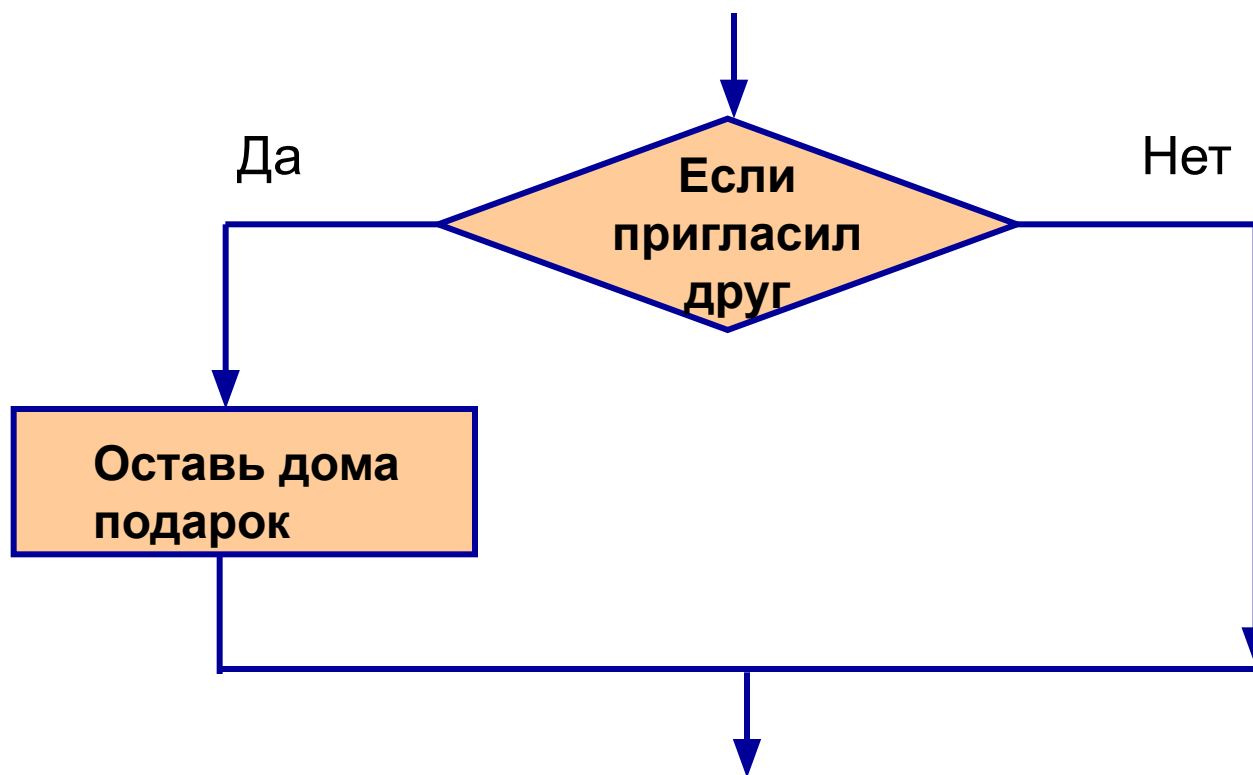 Да
Нет
Если
пригласил
друг
Оставь дома
подарок